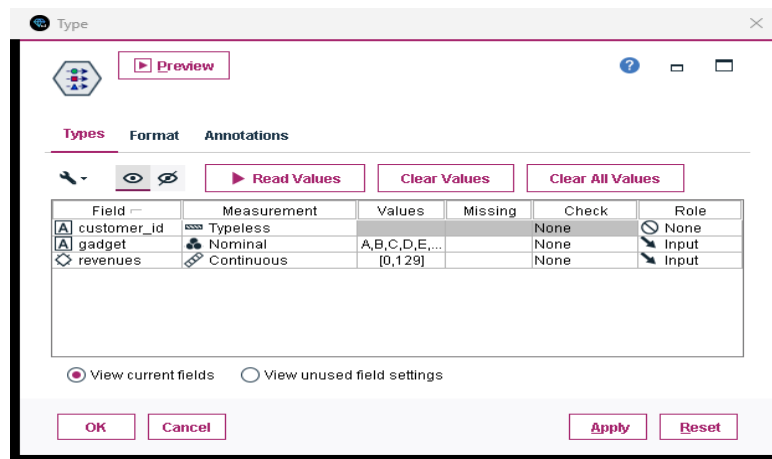 Type
Preview
?
Types Format Annotations
Read Values Clear Values Clear All Values
Field Measurement Values Missing Check Role
A customer_id Typeless None None
A gadget Nominal A,B,C,D,E,... None Input
revenues Continuous [0,129] None Input
View current fields View unused field settings
OK Cancel Apply Reset